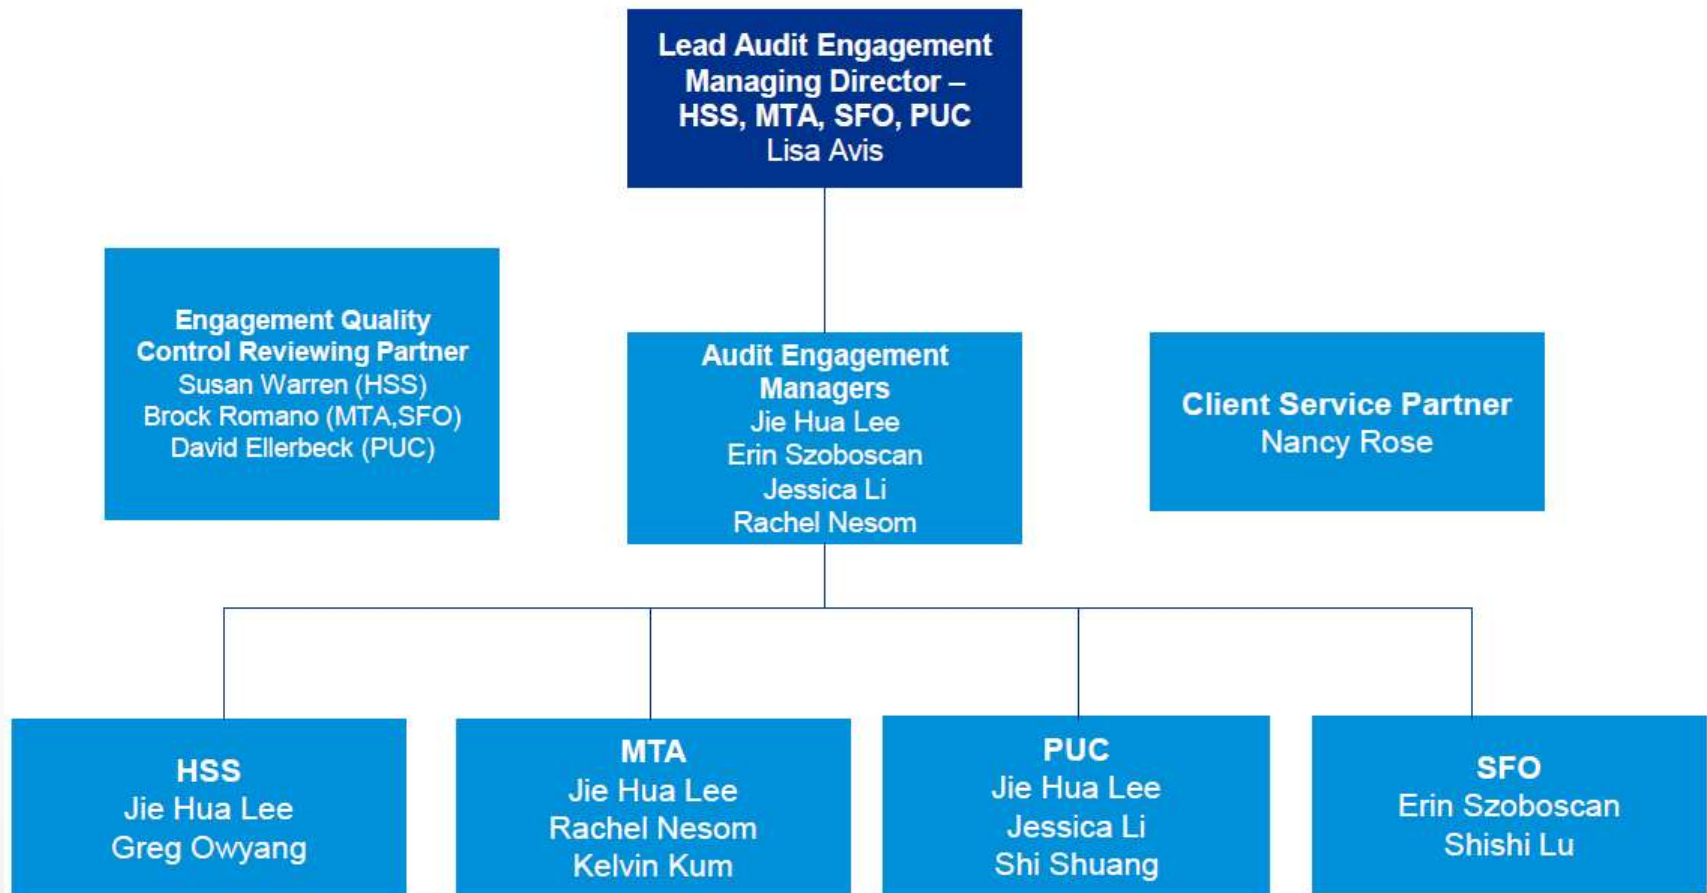 Lead Audit Engagement
Managing Director –
HSS, MTA, SFO, PUC
Lisa Avis
Engagement Quality
Control Reviewing Partner
Susan Warren (HSS)
Brock Romano (MTA,SFO)
David Ellerbeck (PUC)
Audit Engagement
Managers
Jie Hua Lee
Erin Szoboscan
Jessica Li
Rachel Nesom
Client Service Partner
Nancy Rose
HSS
Jie Hua Lee
Greg Owyang
MTA
Jie Hua Lee
Rachel Nesom
Kelvin Kum
PUC
Jie Hua Lee
Jessica Li
Shi Shuang
SFO
Erin Szoboscan
Shishi Lu